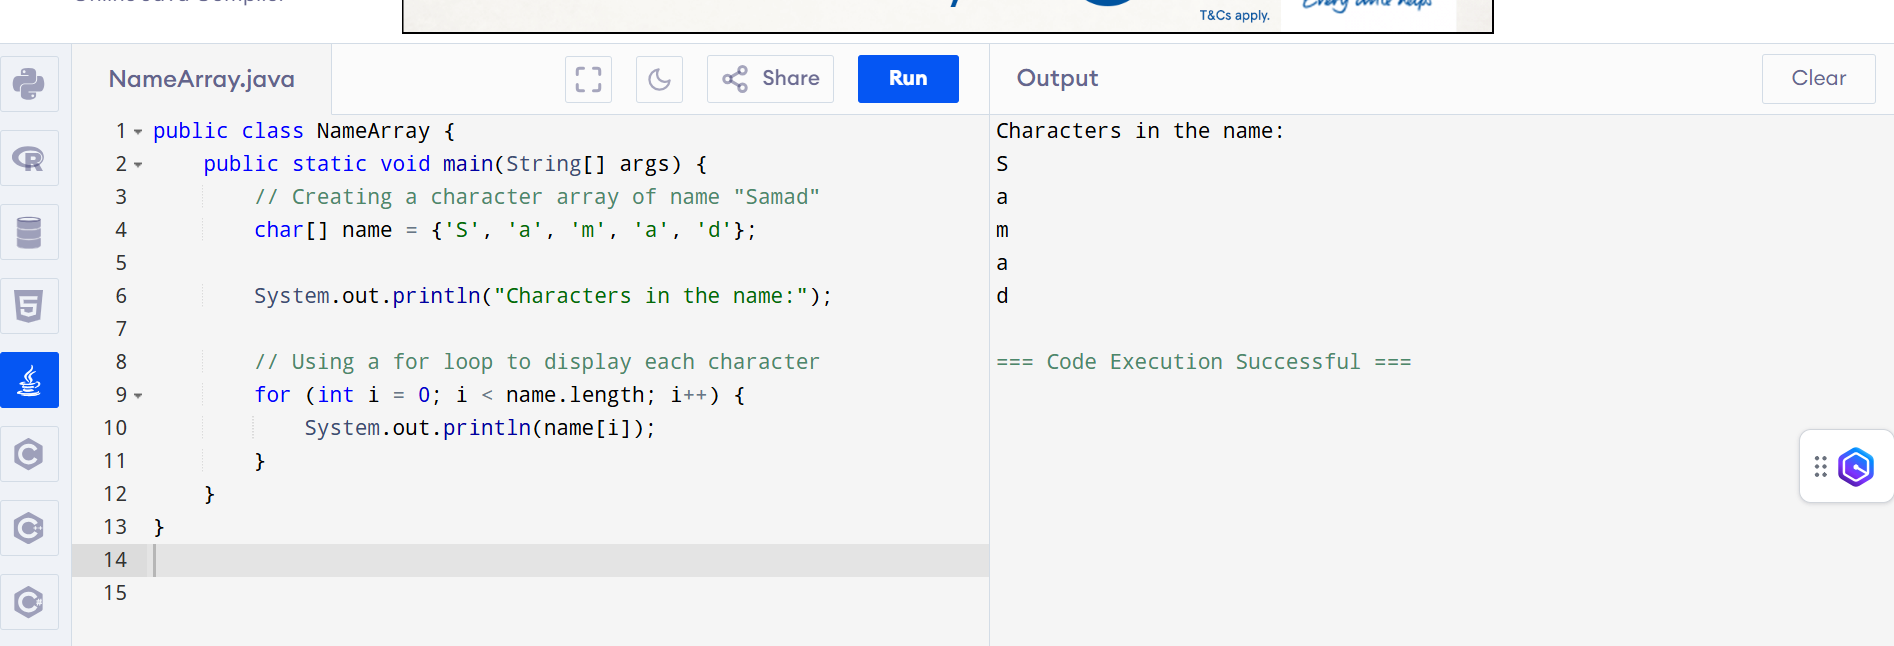 T&Cs apply.
NameArray.java
Share
Run
Output
Clear
1 public class NameArray {
2 public static void main(String[] args) {
3 // Creating a character array of name "Samad"
4 char[] name = {'S', 'a', 'm', 'a', 'd'};
5
6 System.out.println("Characters in the name:");
7
8 // Using a for loop to display each character
9 for (int i = 0; i < name.length; i++) {
10 System.out.println(name[i]);
11 }
12 }
13 }
14
15
Characters in the name:
S
a
m
a
d
=== Code Execution Successful ===